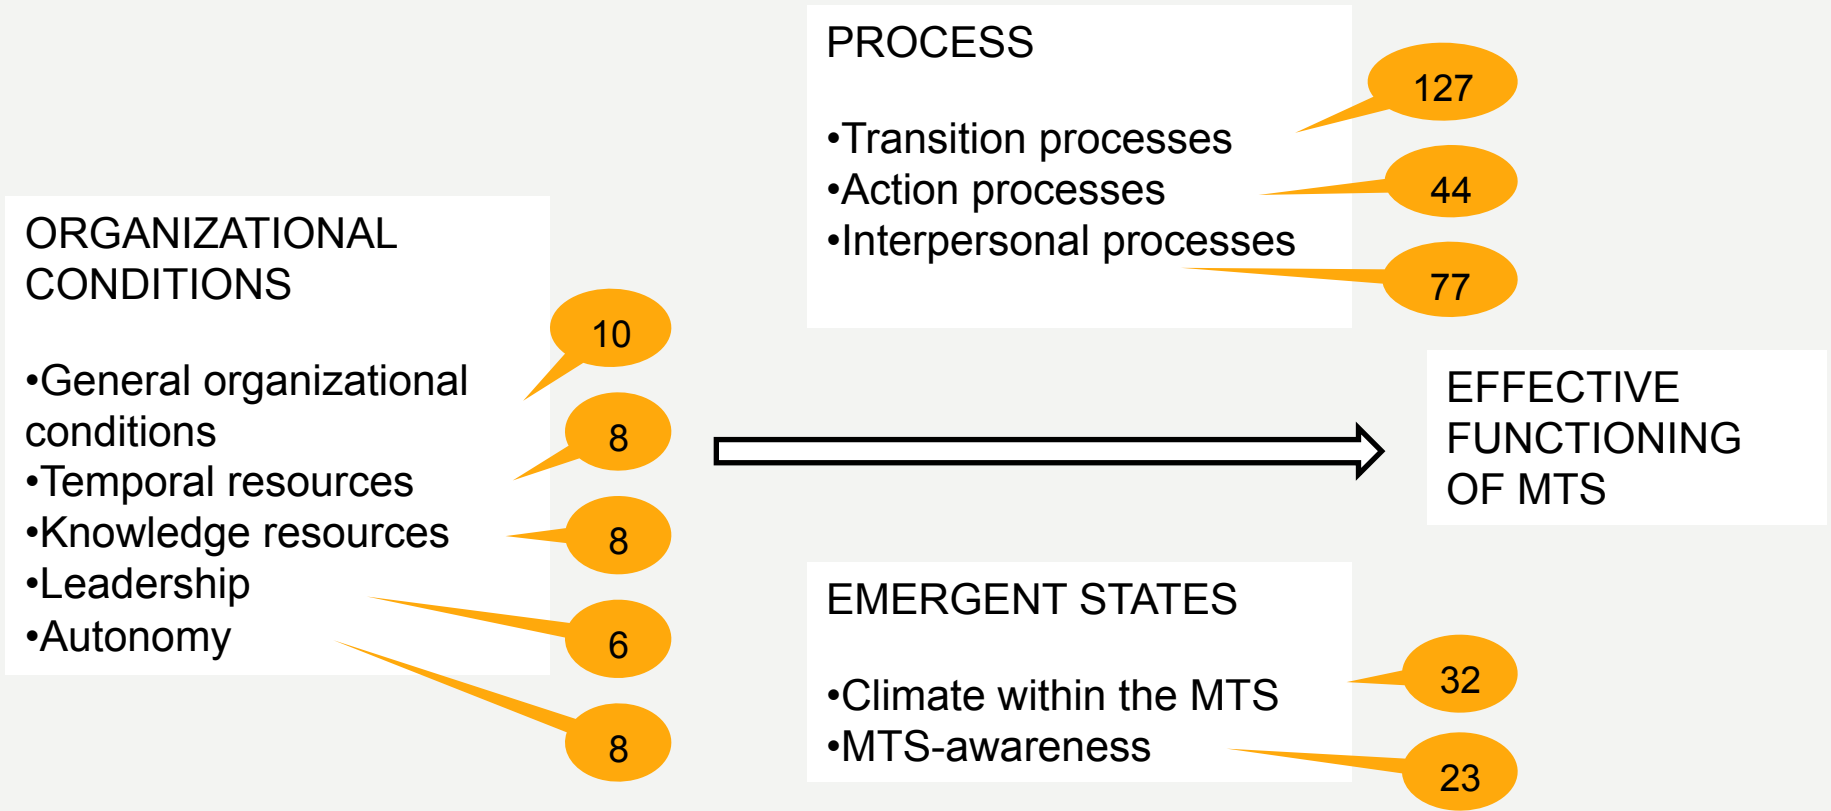 PROCESS
•Transition processes
•Action processes
•Interpersonal processes
127
44
77
ORGANIZATIONAL
CONDITIONS
•General organizational
conditions
•Temporal resources
•Knowledge resources
•Leadership
•Autonomy
10
8
8
6
8
EFFECTIVE
FUNCTIONING
OF MTS
EMERGENT STATES
•Climate within the MTS
•MTS-awareness
32
23